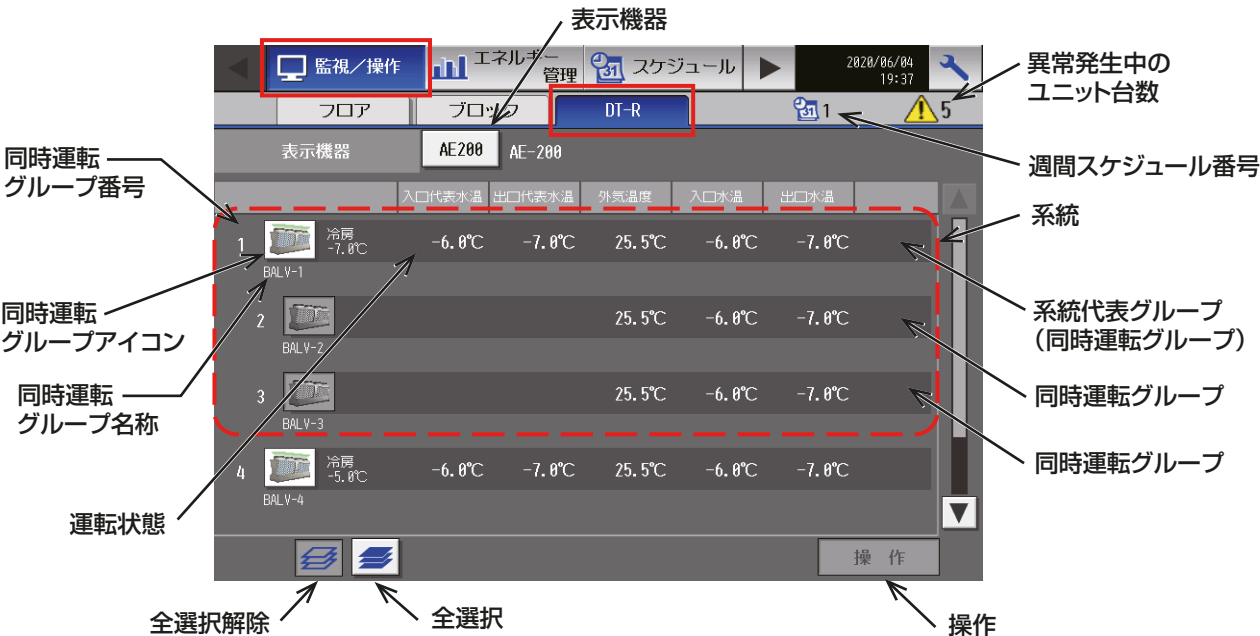 表示機器
監視／操作
エネルギー
管理
スケジュール
2020/06/04
19:37
異常発生中の
ユニット台数
フロア
ブロック
DT-R
31
1
5
表示機器
AE200
AE-200
週間スケジュール番号
同時運転
グループ番号
入口代表水温
出口代表水温
外気温度
入口水温
出口水温
系統
1
冷房
-7.0℃
-6.0℃
-7.0℃
25.5℃
-6.0℃
-7.0℃
BALV-1
同時運転
グループアイコン
2
25.5℃
-6.0℃
-7.0℃
BALV-2
系統代表グループ
（同時運転グループ）
同時運転
グループ名称
3
25.5℃
-6.0℃
-7.0℃
BALV-3
同時運転グループ
4
冷房
-5.0℃
-6.0℃
-7.0℃
25.5℃
-6.0℃
-7.0℃
BALV-4
同時運転グループ
運転状態
操 作
全選択解除
全選択
操作